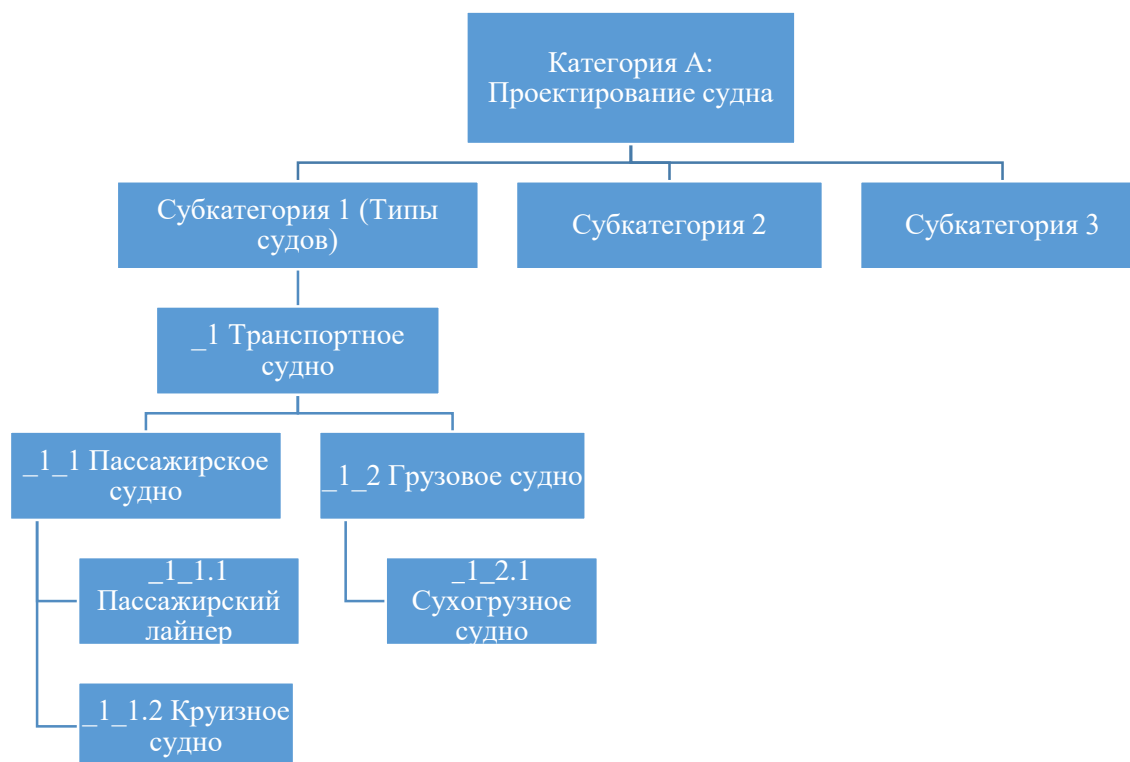 Категория А:
Проектирование судна
Субкатегория 1 (Типы
судов)
Субкатегория 2
Субкатегория 3
_1 Транспортное
судно
_1_1 Пассажирское
судно
_1_2 Грузовое судно
_1_1.1
Пассажирский
лайнер
_1_2.1
Сухогрузное
судно
_1_1.2 Круизное
судно